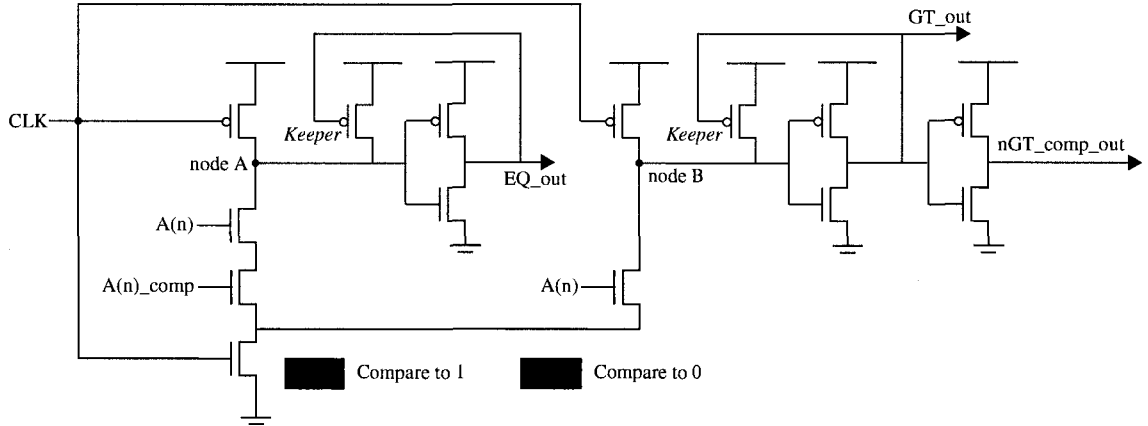 GT_out
CLK
Keeper
Keeper
nGT_comp_out
node A
EQ_out
node B
A(n)
A(n)_comp
A(n)
Compare to 1
Compare to 0